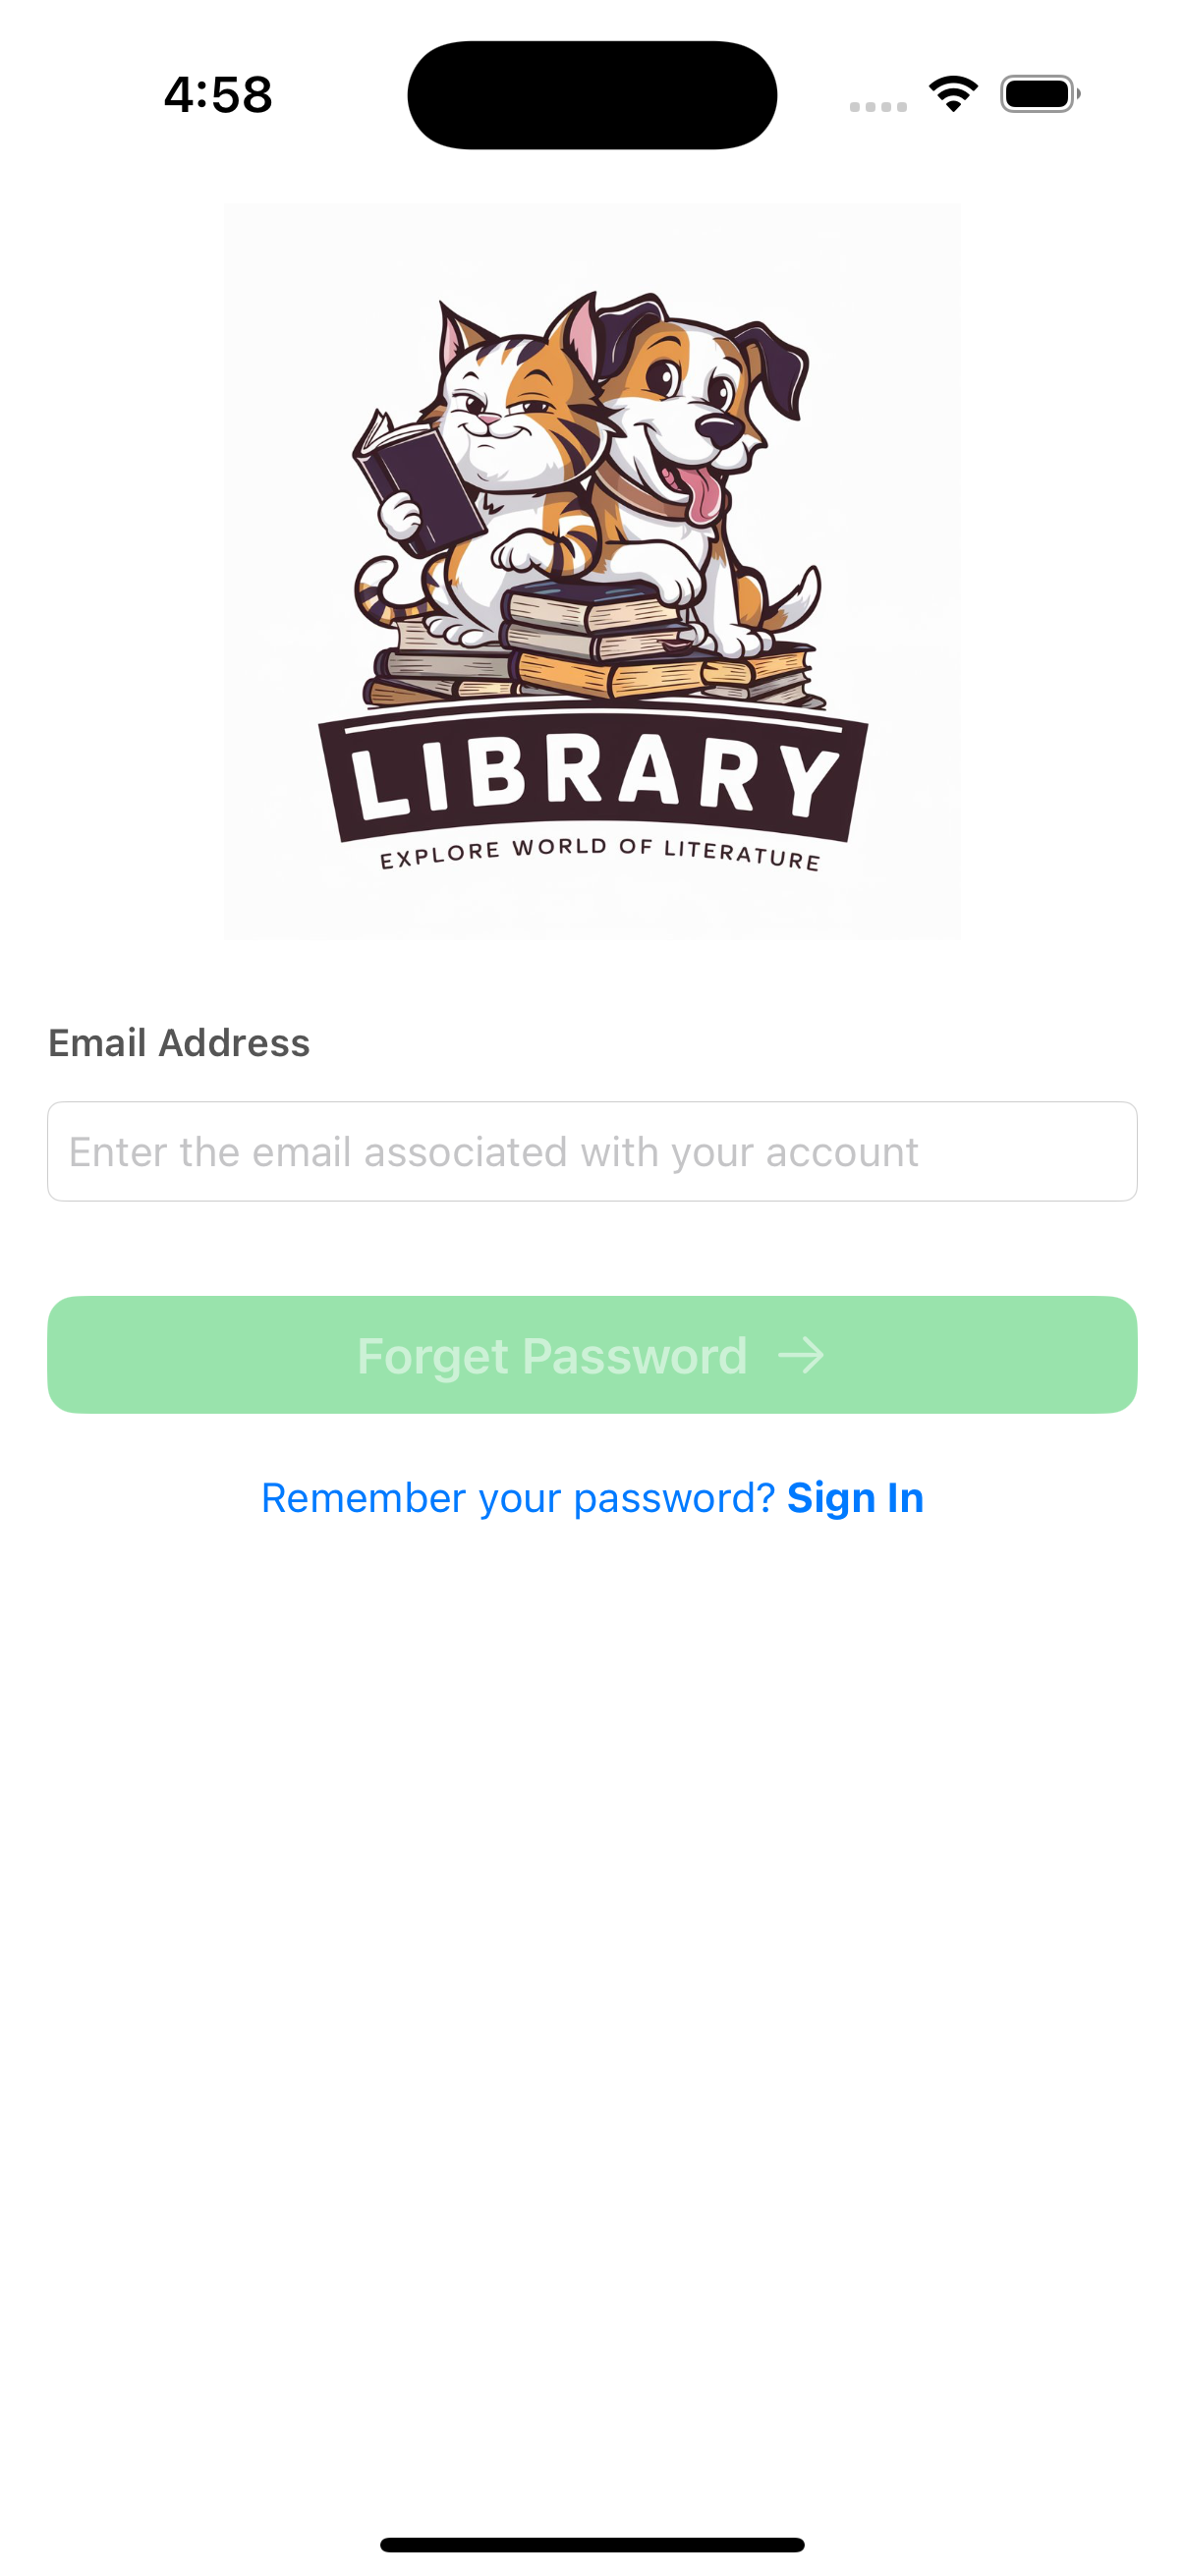 4:58
LIBRARY
EXPLORE WORLD OF LITERATURE
Email Address
Enter the email associated with your account
Forget Password
Remember your password? Sign In